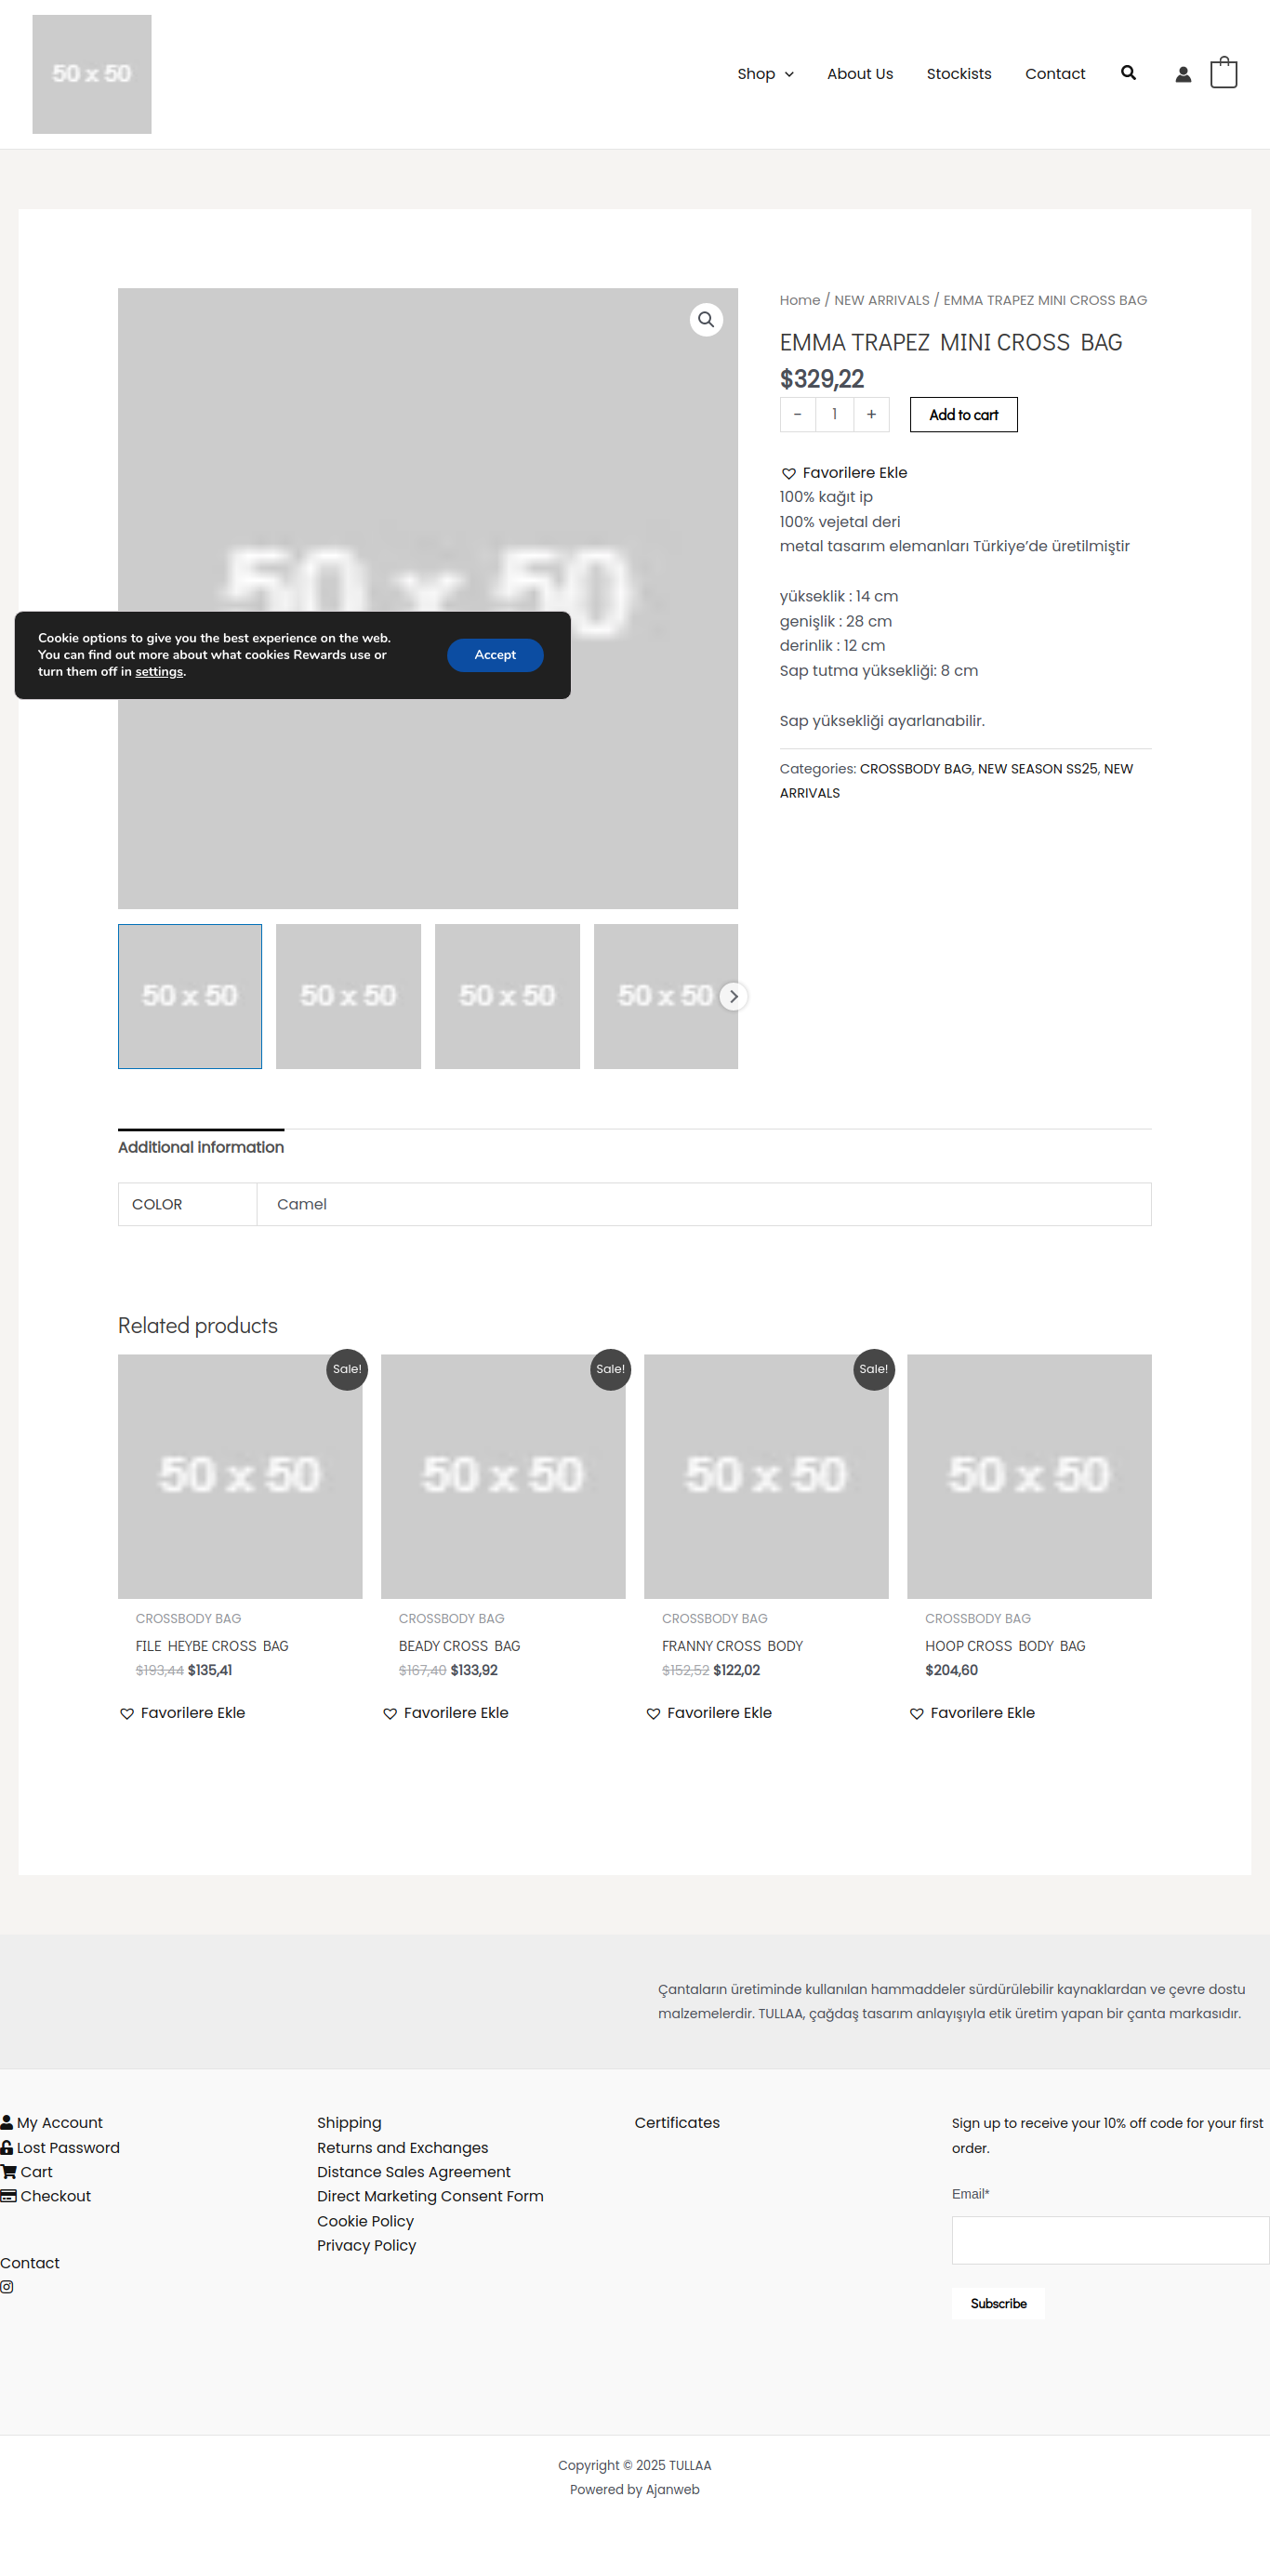 50 x 50
Shop
About Us
Stockists
Contact
50 x 50
Home / NEW ARRIVALS / EMMA TRAPEZ MINI CROSS BAG
EMMA TRAPEZ MINI CROSS BAG
$329,22
- 1 +
Add to cart
Favorilere Ekle
100% kağıt ip
100% vejetal deri
metal tasarım elemanları Türkiye’de üretilmiştir
yükseklik : 14 cm
genişlik : 28 cm
derinlik : 12 cm
Sap tutma yüksekliği: 8 cm
Sap yüksekliği ayarlanabilir.
Categories: CROSSBODY BAG, NEW SEASON SS25, NEW
ARRIVALS
Cookie options to give you the best experience on the web.
You can find out more about what cookies Rewards use or
turn them off in settings.
Accept
50 x 50
50 x 50
50 x 50
50 x 50
Additional information
COLOR
Camel
Related products
Sale!
50 x 50
CROSSBODY BAG
FILE HEYBE CROSS BAG
$193,44 $135,41
Favorilere Ekle
Sale!
50 x 50
CROSSBODY BAG
BEADY CROSS BAG
$167,40 $133,92
Favorilere Ekle
Sale!
50 x 50
CROSSBODY BAG
FRANNY CROSS BODY
$152,52 $122,02
Favorilere Ekle
50 x 50
CROSSBODY BAG
HOOP CROSS BODY BAG
$204,60
Favorilere Ekle
Çantaların üretiminde kullanılan hammaddeler sürdürülebilir kaynaklardan ve çevre dostu
malzemelerdir. TULLAA, çağdaş tasarım anlayışıyla etik üretim yapan bir çanta markasıdır.
My Account
Lost Password
Cart
Checkout
Contact
Shipping
Returns and Exchanges
Distance Sales Agreement
Direct Marketing Consent Form
Cookie Policy
Privacy Policy
Certificates
Sign up to receive your 10% off code for your first
order.
Email*
Subscribe
Copyright © 2025 TULLAA
Powered by Ajanweb